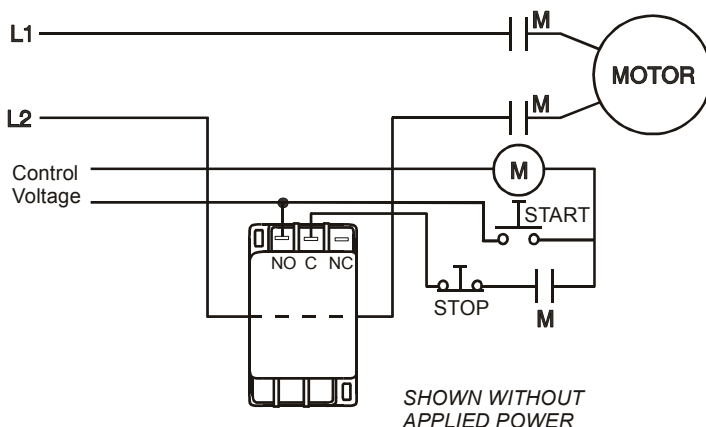 L1
M
MOTOR
L2
M
Control
Voltage
M
START
NO C NC
STOP
M
SHOWN WITHOUT
APPLIED POWER